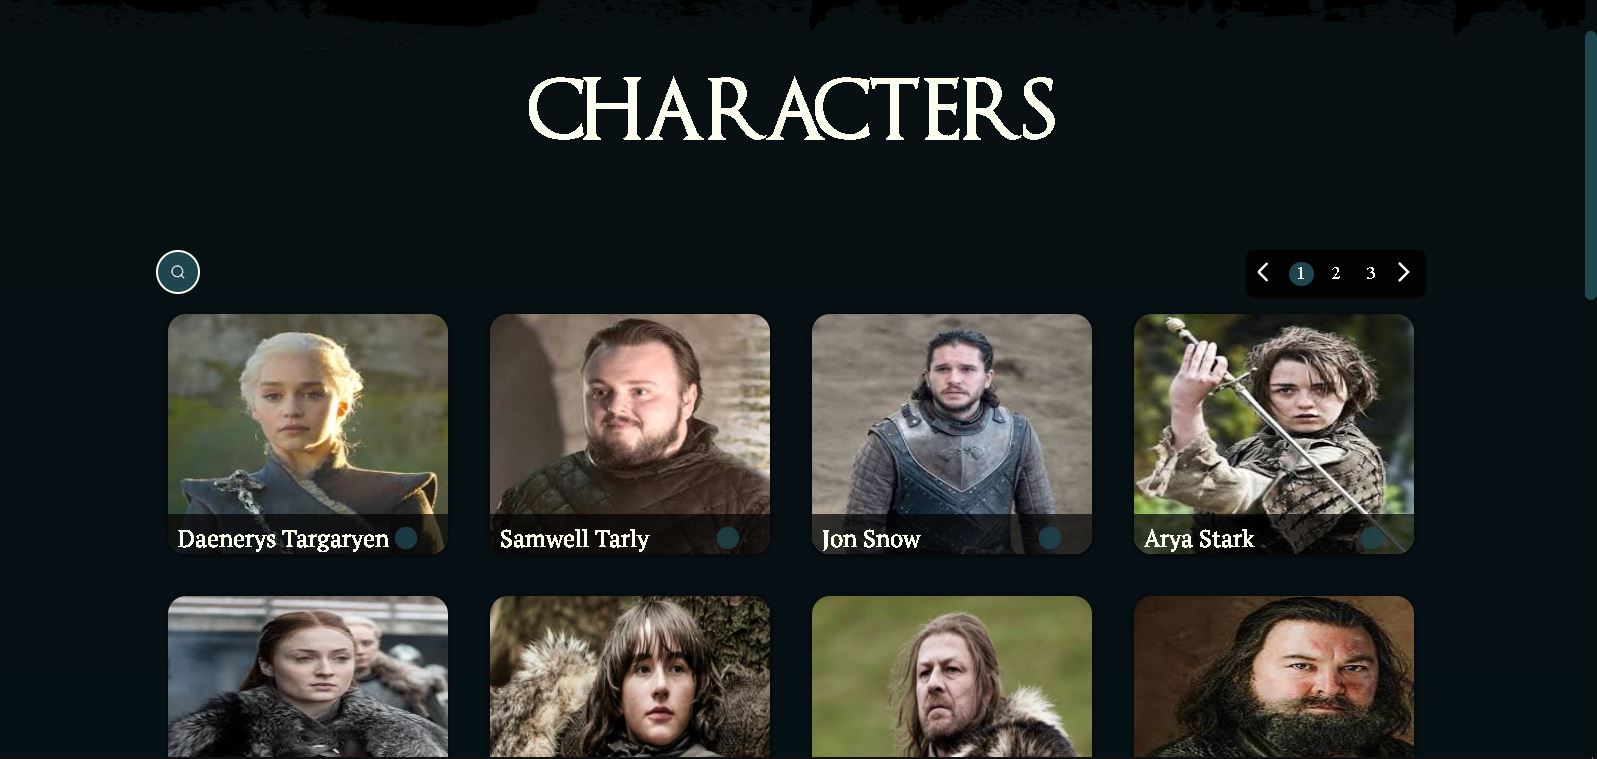 CHARACTERS
1 2 3
Daenerys Targaryen
Samwell Tarly
Jon Snow
Arya Stark